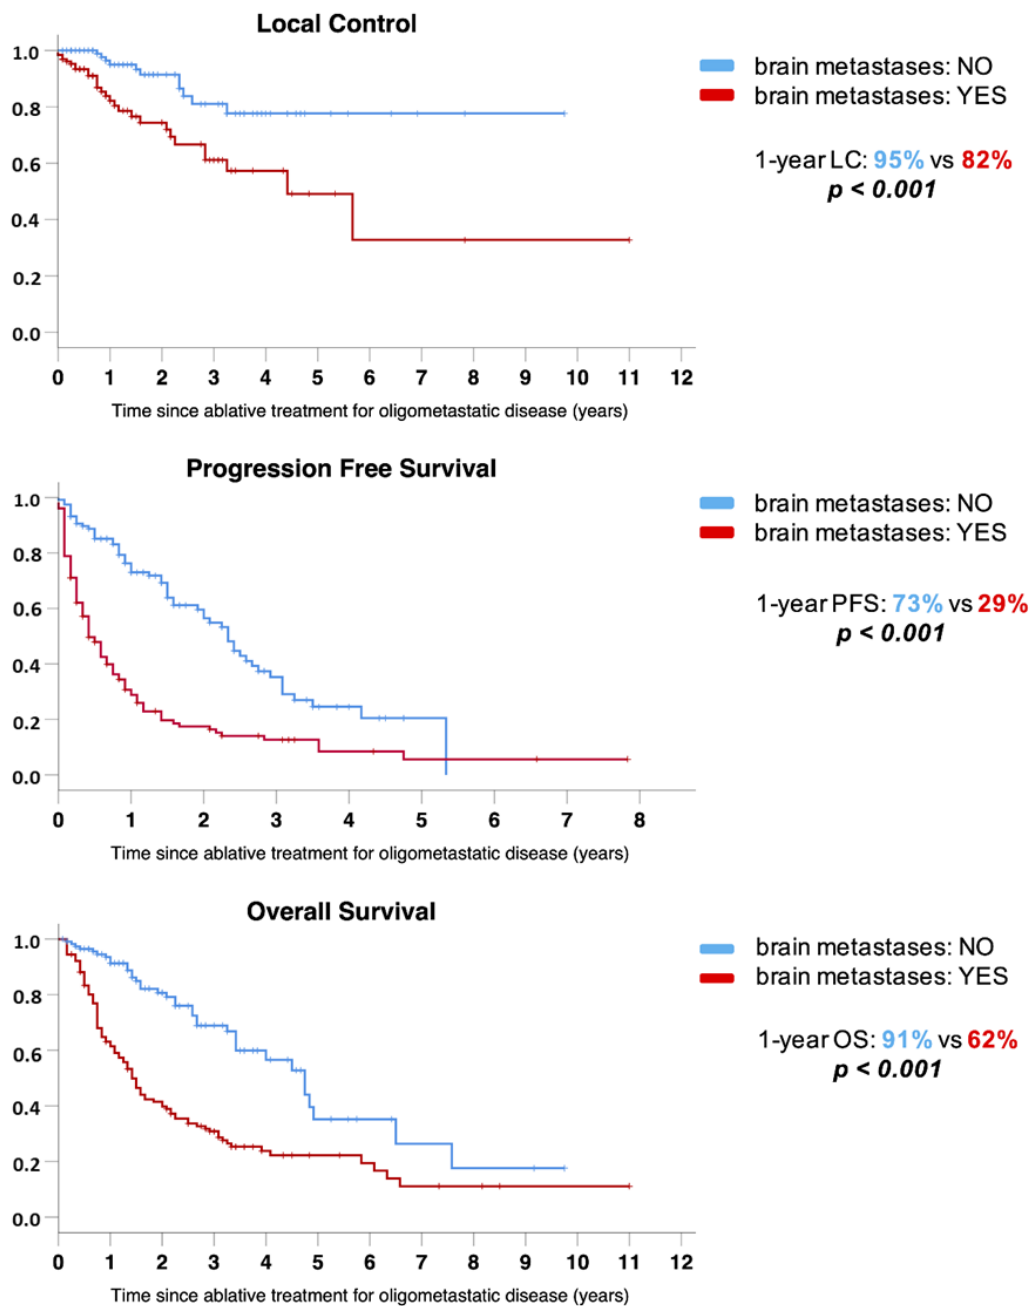 Local Control
1.0
0.8
0.6
0.4
0.2
0.0
0 1 2 3 4 5 6 7 8 9 10 11 12
Time since ablative treatment for oligometastatic disease (years)
brain metastases: NO
brain metastases: YES
1-year LC: 95% vs 82%
p < 0.001
Progression Free Survival
1.0
0.8
0.6
0.4
0.2
0.0
0 1 2 3 4 5 6 7 8
Time since ablative treatment for oligometastatic disease (years)
brain metastases: NO
brain metastases: YES
1-year PFS: 73% vs 29%
p < 0.001
Overall Survival
1.0
0.8
0.6
0.4
0.2
0.0
0 1 2 3 4 5 6 7 8 9 10 11 12
Time since ablative treatment for oligometastatic disease (years)
brain metastases: NO
brain metastases: YES
1-year OS: 91% vs 62%
p < 0.001